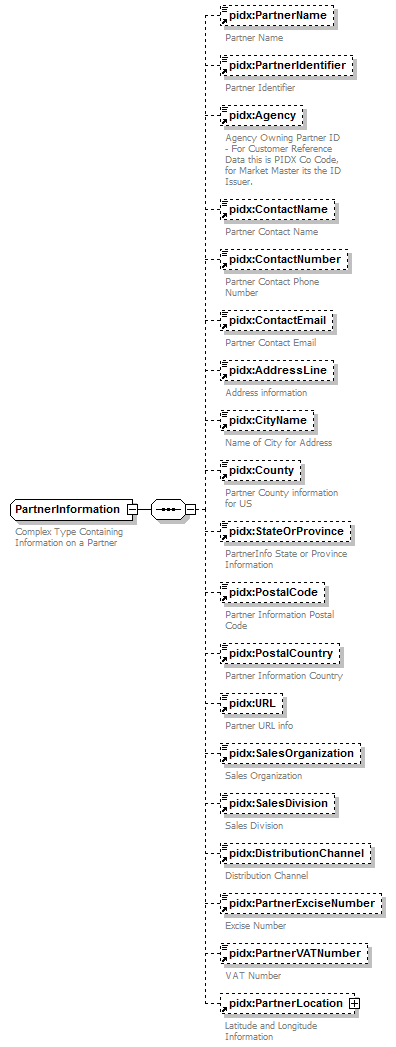 pidx:PartnerName
Partner Name
pidx:PartnerIdentifier
Partner Identifier
pidx:Agency
Agency Owning Partner ID
- For Customer Reference
Data this is PIDX Co Code,
for Market Master its the ID
Issuer.
pidx:ContactName
Partner Contact Name
pidx:ContactNumber
Partner Contact Phone
Number
pidx:ContactEmail
Partner Contact Email
pidx:AddressLine
Address information
pidx:CityName
Name of City for Address
pidx:County
Partner County information
for US
PartnerInformation
Complex Type Containing
Information on a Partner
pidx:StateOrProvince
PartnerInfo State or Province
Information
pidx:PostalCode
Partner Information Postal
Code
pidx:PostalCountry
Partner Information Country
pidx:URL
Partner URL info
pidx:SalesOrganization
Sales Organization
pidx:SalesDivision
Sales Division
pidx:DistributionChannel
Distribution Channel
pidx:PartnerExciseNumber
Excise Number
pidx:PartnerVATNumber
VAT Number
pidx:PartnerLocation
Latitude and Longitude
Information